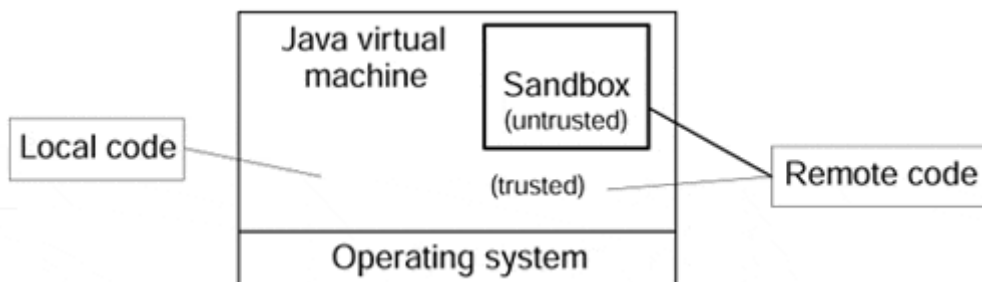 Java virtual
machine
Sandbox
(untrusted)
Local code
(trusted)
Remote code
Operating system